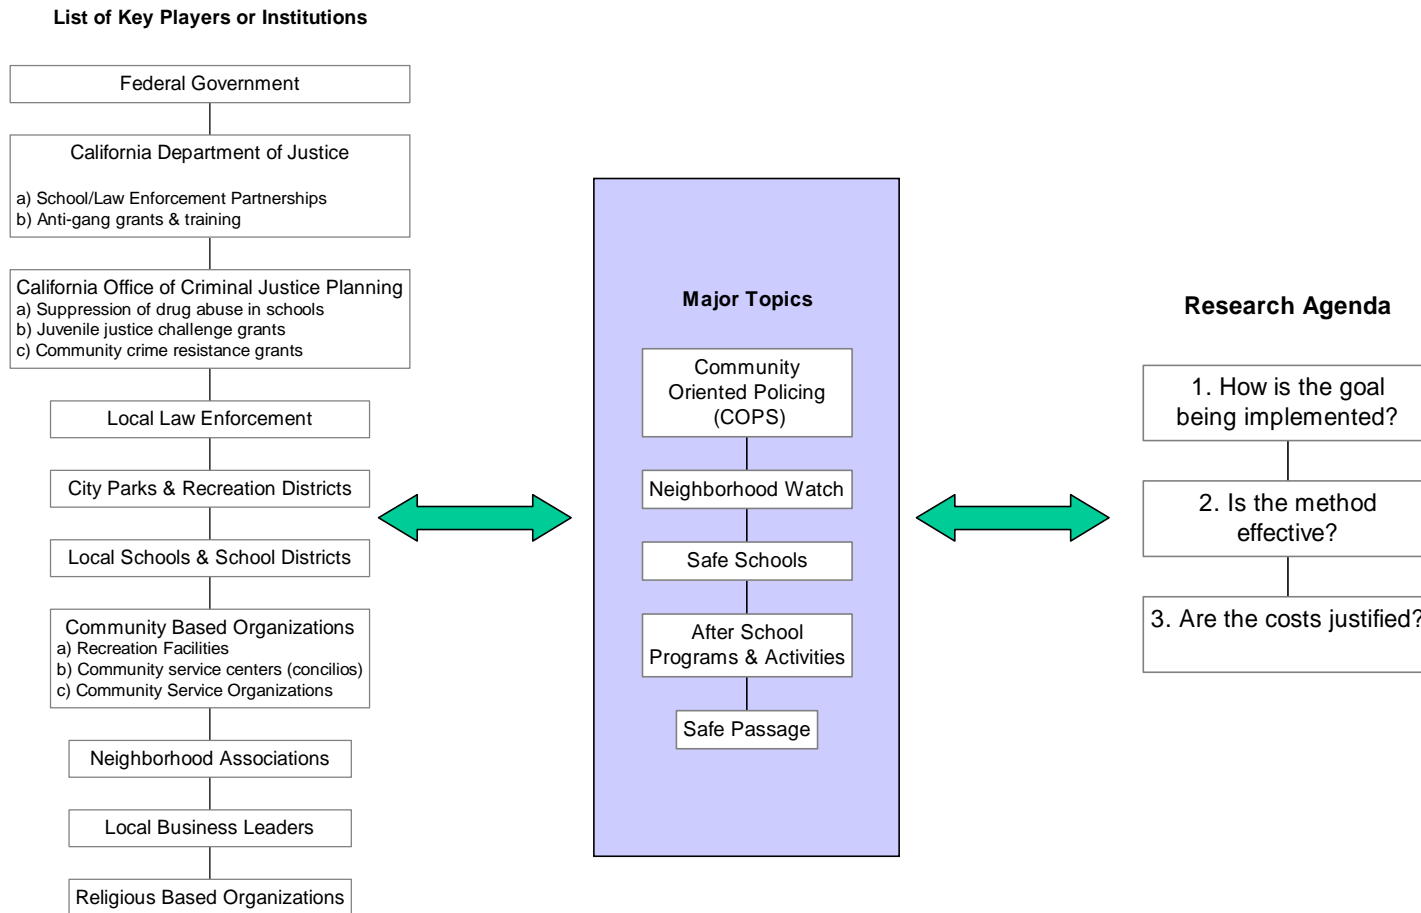 List of Key Players or Institutions
Federal Government
California Department of Justice
a) School/Law Enforcement Partnerships
b) Anti-gang grants & training
California Office of Criminal Justice Planning
a) Suppression of drug abuse in schools
b) Juvenile justice challenge grants
c) Community crime resistance grants
Local Law Enforcement
City Parks & Recreation Districts
Local Schools & School Districts
Community Based Organizations
a) Recreation Facilities
b) Community service centers (concilios)
c) Community Service Organizations
Neighborhood Associations
Local Business Leaders
Religious Based Organizations
Major Topics
Community
Oriented Policing
(COPS)
Neighborhood Watch
Safe Schools
After School
Programs & Activities
Safe Passage
Research Agenda
1. How is the goal
being implemented?
2. Is the method
effective?
3. Are the costs justified?